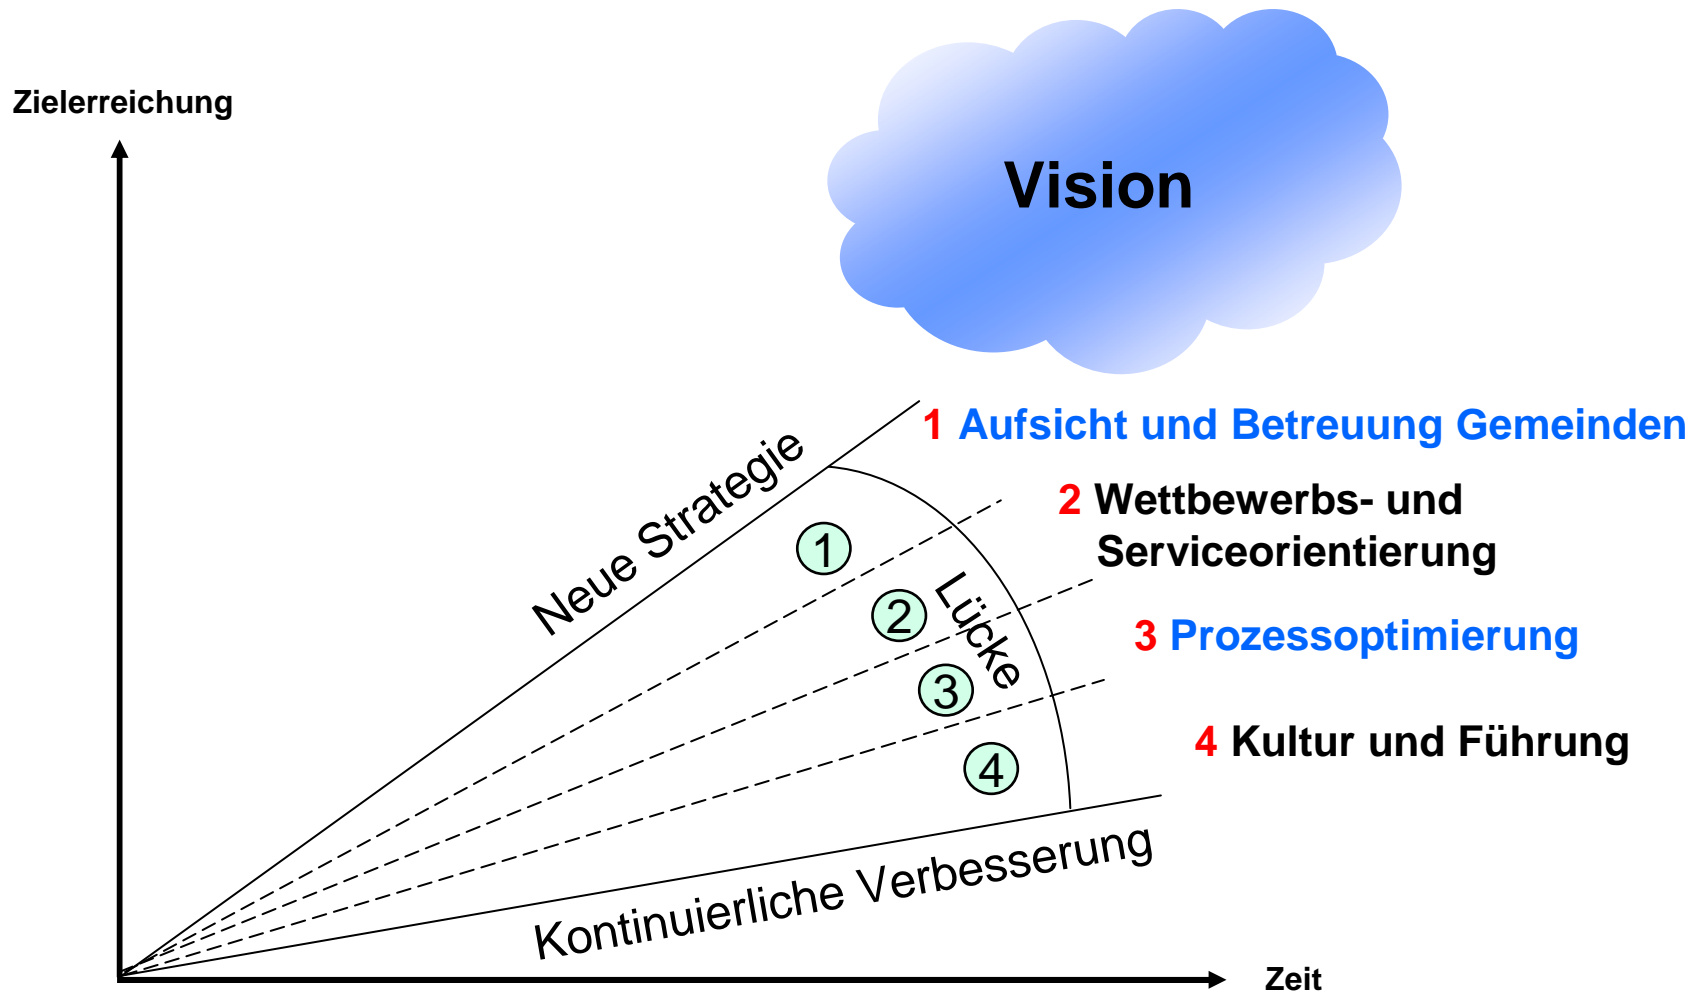 Zielerreichung
Vision
1 Aufsicht und Betreuung Gemeinden
Neue Strategie
2 Wettbewerbs- und
Serviceorientierung
1
2
Lücke
3 Prozessoptimierung
3
4 Kultur und Führung
4
Kontinuierliche Verbesserung
Zeit